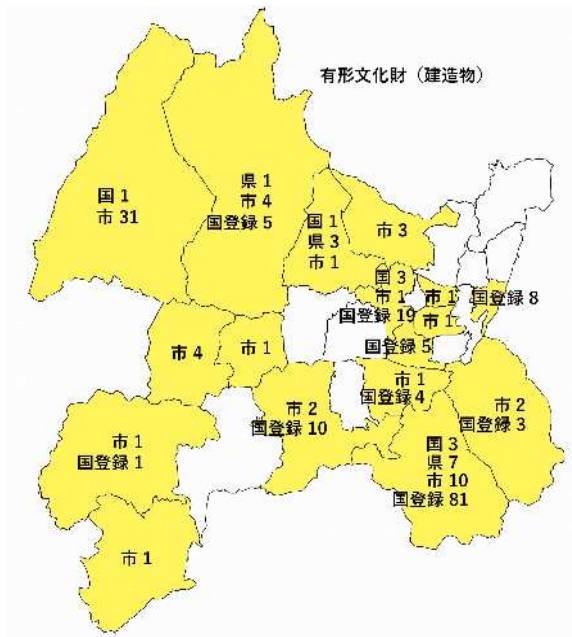 有形文化財（建造物）
国 1
市 31
県 1
市 4
国登録 5
国 1
県 3
市 1
市 3
国 3
市 1
国登録 19
市 1
市 1
国登録 8
国登録 5
市 4
市 1
市 1
国登録 4
市 2
国登録 10
市 2
国登録 3
市 1
国登録 1
国 3
県 7
市 10
国登録 81
市 1